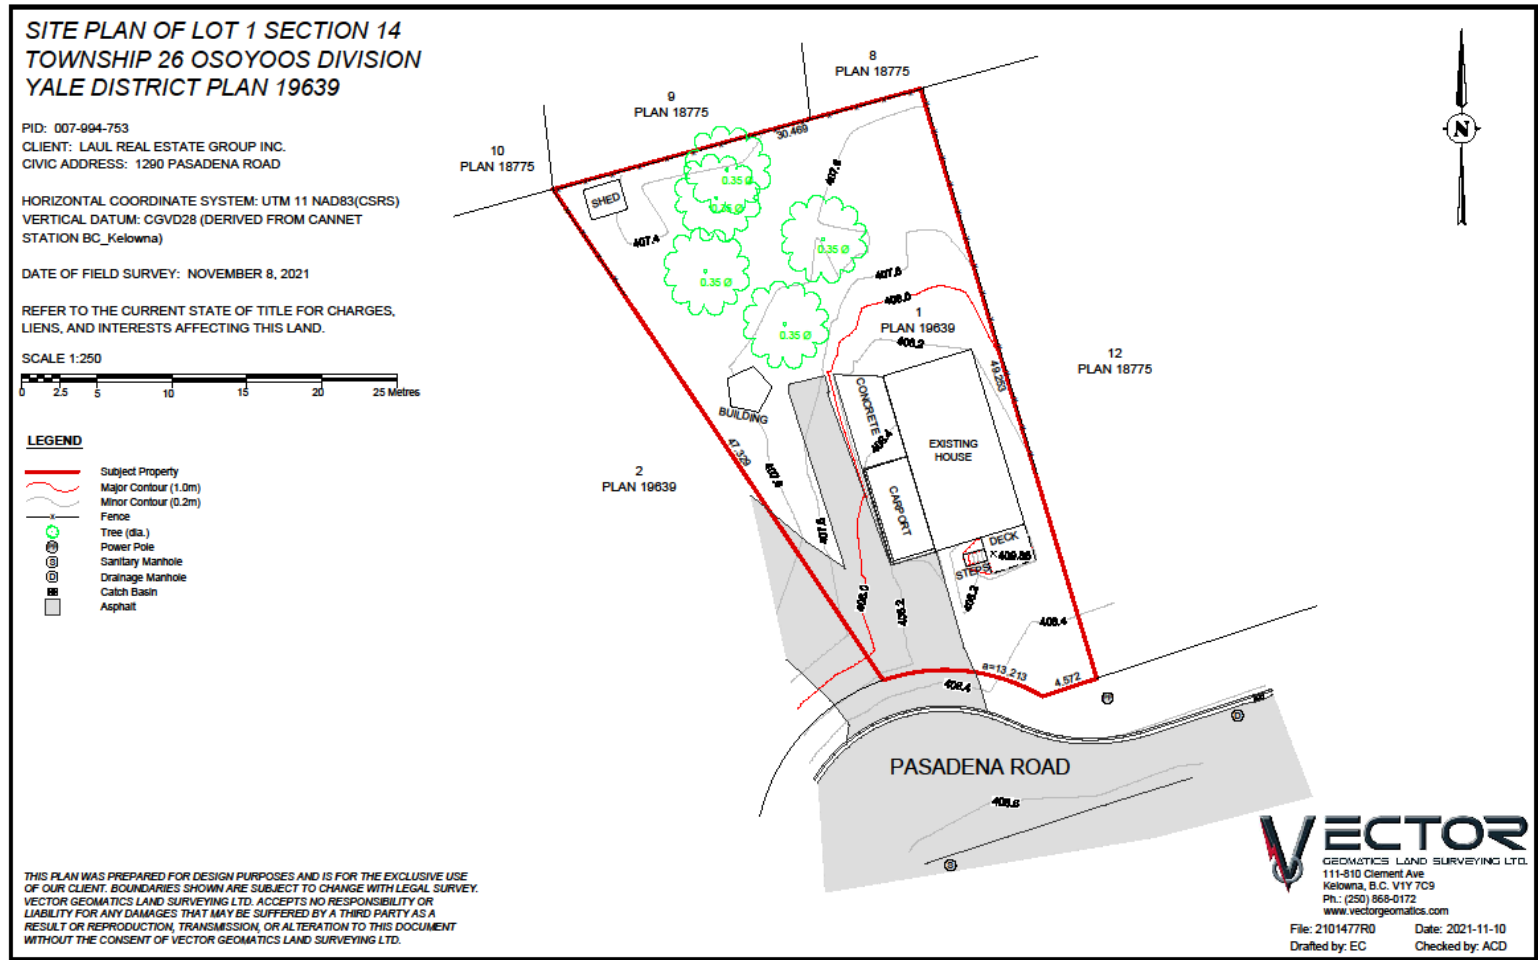 SITE PLAN OF LOT 1 SECTION 14
TOWNSHIP 26 OSOYOOS DIVISION
YALE DISTRICT PLAN 19639
PID: 007-994-753
CLIENT: LAUL REAL ESTATE GROUP INC.
CIVIC ADDRESS: 1290 PASADENA ROAD
HORIZONTAL COORDINATE SYSTEM: UTM 11 NAD83(CSRS)
VERTICAL DATUM: CGVD28 (DERIVED FROM CANNET
STATION BC_Kelowna)
DATE OF FIELD SURVEY: NOVEMBER 8, 2021
REFER TO THE CURRENT STATE OF TITLE FOR CHARGES,
LIENS, AND INTERESTS AFFECTING THIS LAND.
SCALE 1:250
0 2.5 5 10 15 20 25 Metres
LEGEND
Subject Property
Major Contour (1.0m)
Minor Contour (0.2m)
Fence
Tree (dia.)
Power Pole
Sanitary Manhole
Drainage Manhole
Catch Basin
Asphalt
8
PLAN 18775
9
PLAN 18775
10
PLAN 18775
N
30.469
SHED
0.35 Ø
0.35 Ø
0.35 Ø
0.35 Ø
0.35 Ø
407.4
407.6
408.0
1
PLAN 19639
408.2
12
PLAN 18775
49.253
CONCRETE
408.4
EXISTING
HOUSE
BUILDING
47.329
2
PLAN 19639
407.6
CARPORT
DECK
STEPS
408.0
408.2
408.2
408.4
a=13.213
4.572
408.4
PASADENA ROAD
408.6
VECTOR
GEOMATICS LAND SURVEYING LTD.
111-810 Clement Ave
Kelowna, B.C. V1Y 7C9
Ph.: (250) 868-0172
www.vectorgeomatics.com
File: 2101477R0 Date: 2021-11-10
Drafted by: EC Checked by: ACD
THIS PLAN WAS PREPARED FOR DESIGN PURPOSES AND IS FOR THE EXCLUSIVE USE
OF OUR CLIENT. BOUNDARIES SHOWN ARE SUBJECT TO CHANGE WITH LEGAL SURVEY.
VECTOR GEOMATICS LAND SURVEYING LTD. ACCEPTS NO RESPONSIBILITY OR
LIABILITY FOR ANY DAMAGES THAT MAY BE SUFFERED BY A THIRD PARTY AS A
RESULT OR REPRODUCTION, TRANSMISSION, OR ALTERATION TO THIS DOCUMENT
WITHOUT THE CONSENT OF VECTOR GEOMATICS LAND SURVEYING LTD.